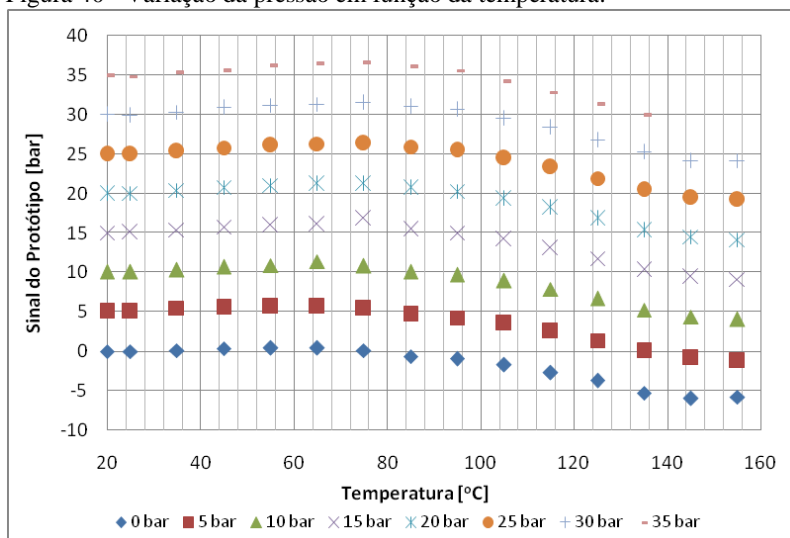 Figura – Variação da pressão em função da temperatura.
40
35
30
25
20
15
10
5
0
-5
-10
Sinal do Protótipo [bar]
20 40 60 80 100 120 140 160
Temperatura [°C]
0 bar 5 bar 10 bar 15 bar 20 bar 25 bar 30 bar 35 bar